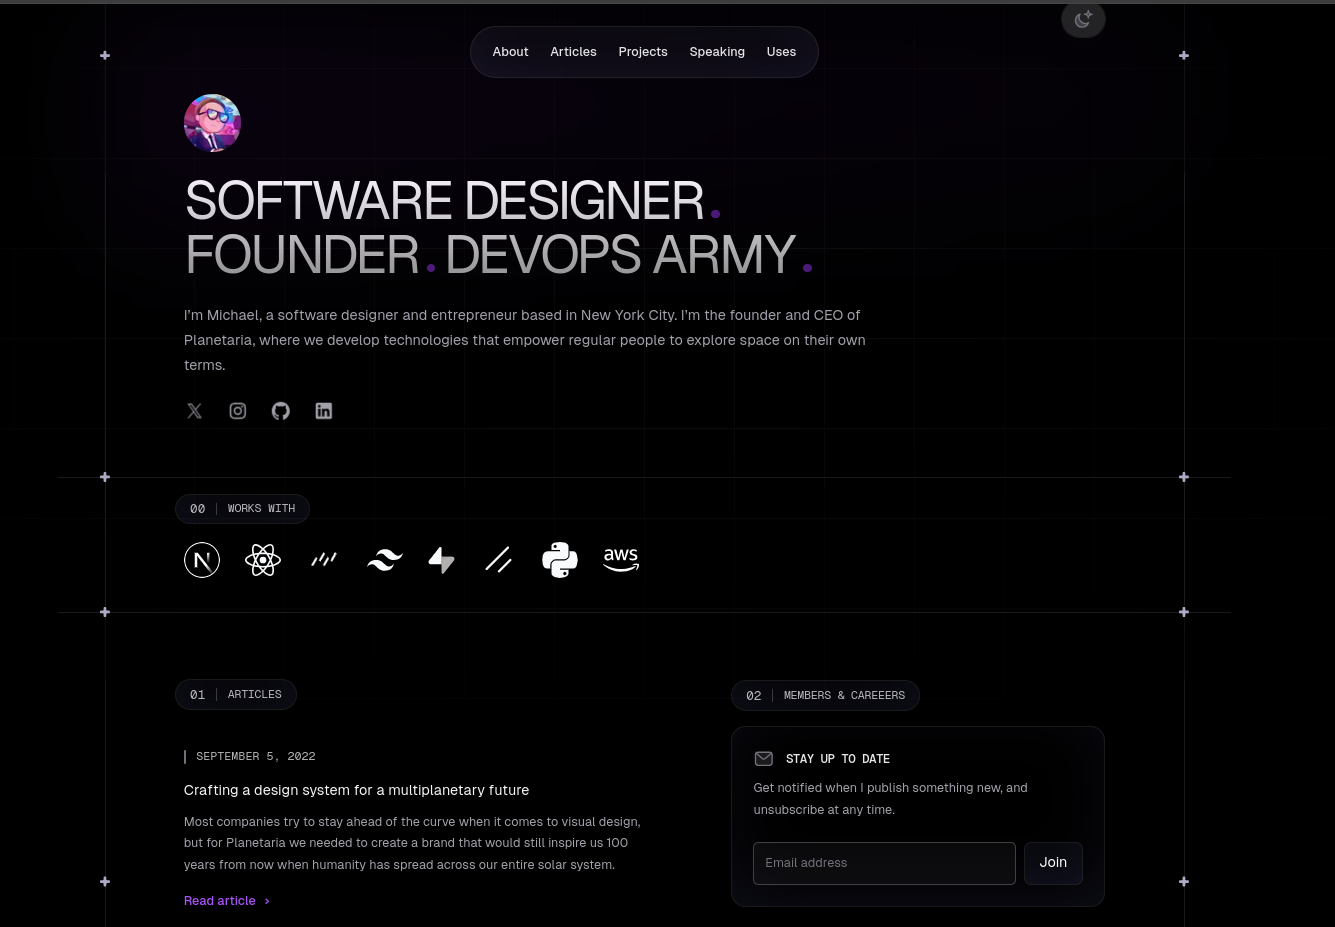 About Articles Projects Speaking Uses
SOFTWARE DESIGNER.
FOUNDER. DEVOPS ARMY.
I’m Michael, a software designer and entrepreneur based in New York City. I’m the founder and CEO of
Planetaria, where we develop technologies that empower regular people to explore space on their own
terms.
00 | WORKS WITH
aws
01 | ARTICLES
SEPTEMBER 5, 2022
Crafting a design system for a multiplanetary future
Most companies try to stay ahead of the curve when it comes to visual design,
but for Planetaria we needed to create a brand that would still inspire us 100
years from now when humanity has spread across our entire solar system.
Read article
02 | MEMBERS & CAREEERS
STAY UP TO DATE
Get notified when I publish something new, and
unsubscribe at any time.
Email address
Join